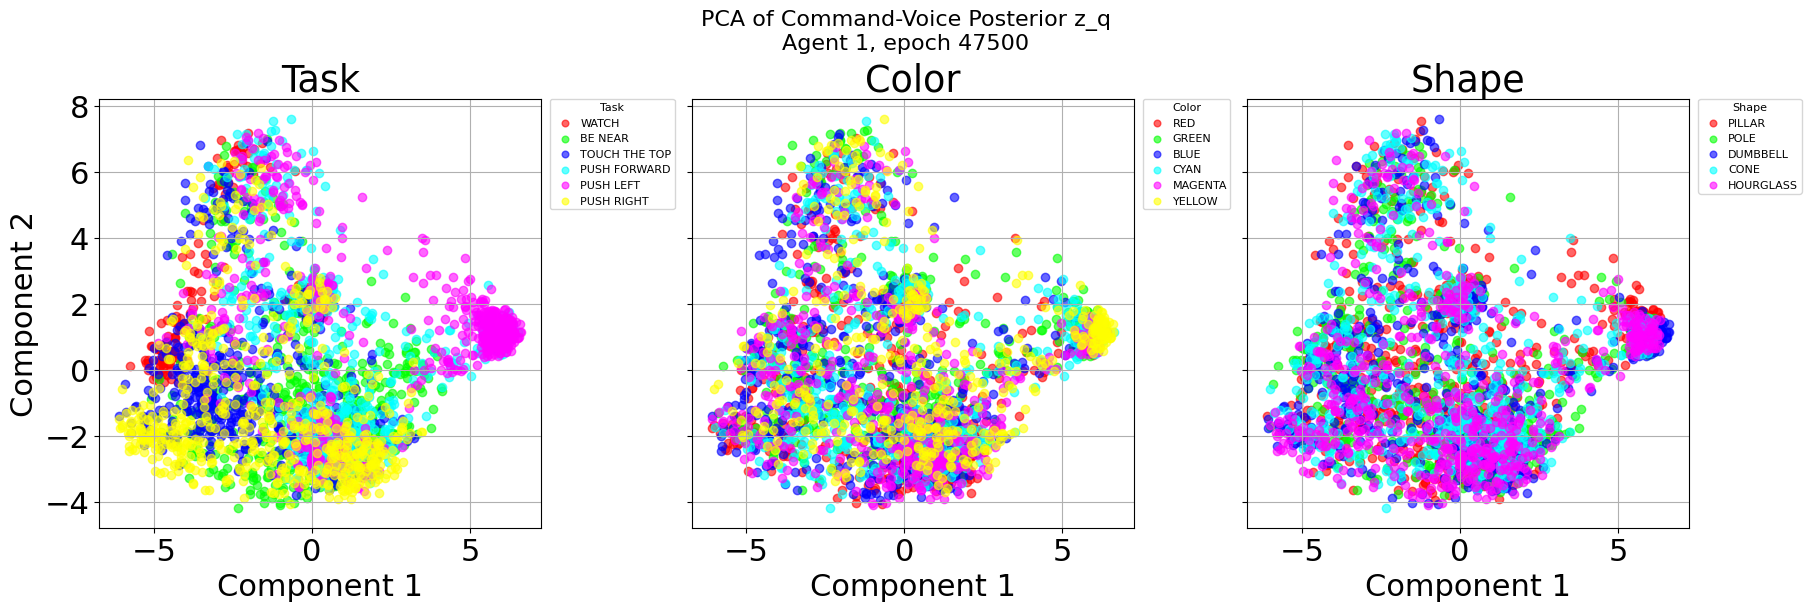 PCA of Command-Voice Posterior z_q
Agent 1, epoch 47500
Task
Color
Shape
Component 2
8
6
4
2
0
−2
−4
−5
0
5
Component 1
−5
0
5
Component 1
−5
0
5
Component 1
Task
WATCH
BE NEAR
TOUCH THE TOP
PUSH FORWARD
PUSH LEFT
PUSH RIGHT
Color
RED
GREEN
BLUE
CYAN
MAGENTA
YELLOW
Shape
PILLAR
POLE
DUMBBELL
CONE
HOURGLASS